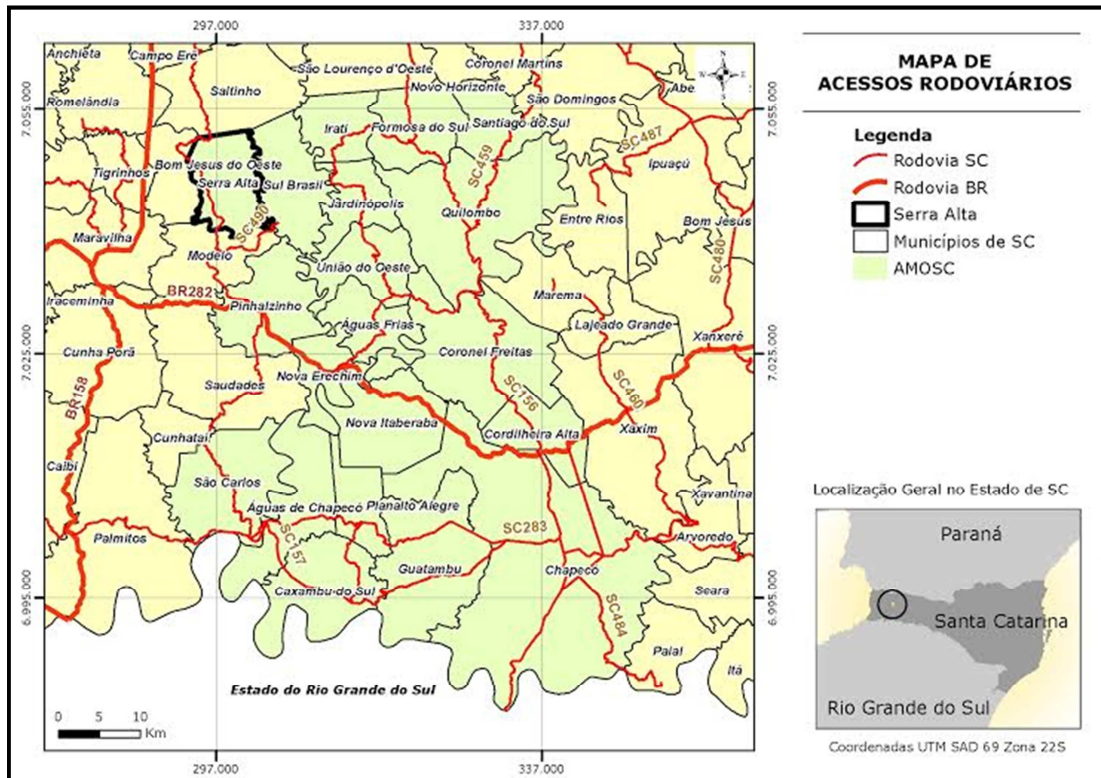 297.000
337.000
Anchieta
Campo Erê
Coronel Martins
São Lourenço d'Oeste
Abe
Saltinho
Novo Horizonte
São Domingos
Romelândia
7.055.000
7.055.000
Irati
Formosa do Sul
Santiago do Sul
SC487
SC459
Ipuaçú
Bom Jesus do Oeste
Tigrinhos
Serra Alta
Sul Brasil
Jardinópolis
Quilombo
Entre Rios
Bom Jesus
SC490
Maravilha
Modelo
União do Oeste
SC480
BR282
Marema
Iraceminha
Pinhalzinho
Águas Frias
Lajeado Grande
Xanxerê
Cunha Porã
Coronel Freitas
7.025.000
7.025.000
Nova Erechim
Saudades
BR158
SC156
SC460
Nova Itaberaba
Cordilheira Alta
Xaxim
Cunhataí
Caibi
São Carlos
Xavantina
Águas de Chapecó
Planalto Alegre
SC283
Palmitos
SC157
Arvoredo
Guatambu
Chapecó
Caxambu do Sul
Seara
6.995.000
6.995.000
SC484
Paial
Itá
Estado do Rio Grande do Sul
0 5 10
Km
297.000
337.000
N
MAPA DE
ACESSOS RODOVIÁRIOS
Legenda
Rodovia SC
Rodovia BR
Serra Alta
Municípios de SC
AMOSC
Localização Geral no Estado de SC
Paraná
Santa Catarina
Rio Grande do Sul
Coordenadas UTM SAD 69 Zona 22S